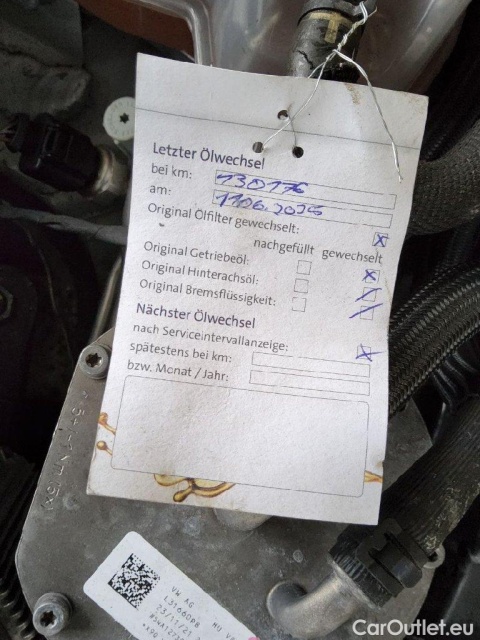 Letzter Ölwechsel
bei km: 130176
am: 11.06.2025
Original Ölfilter gewechselt:
nachgefüllt gewechselt
Original Getriebeöl:
Original Hinterachsöl:
Original Bremsflüssigkeit:
Nächster Ölwechsel
nach Serviceintervallanzeige:
spätestens bei km:
bzw. Monat / Jahr:
VW AG
CarOutlet.eu